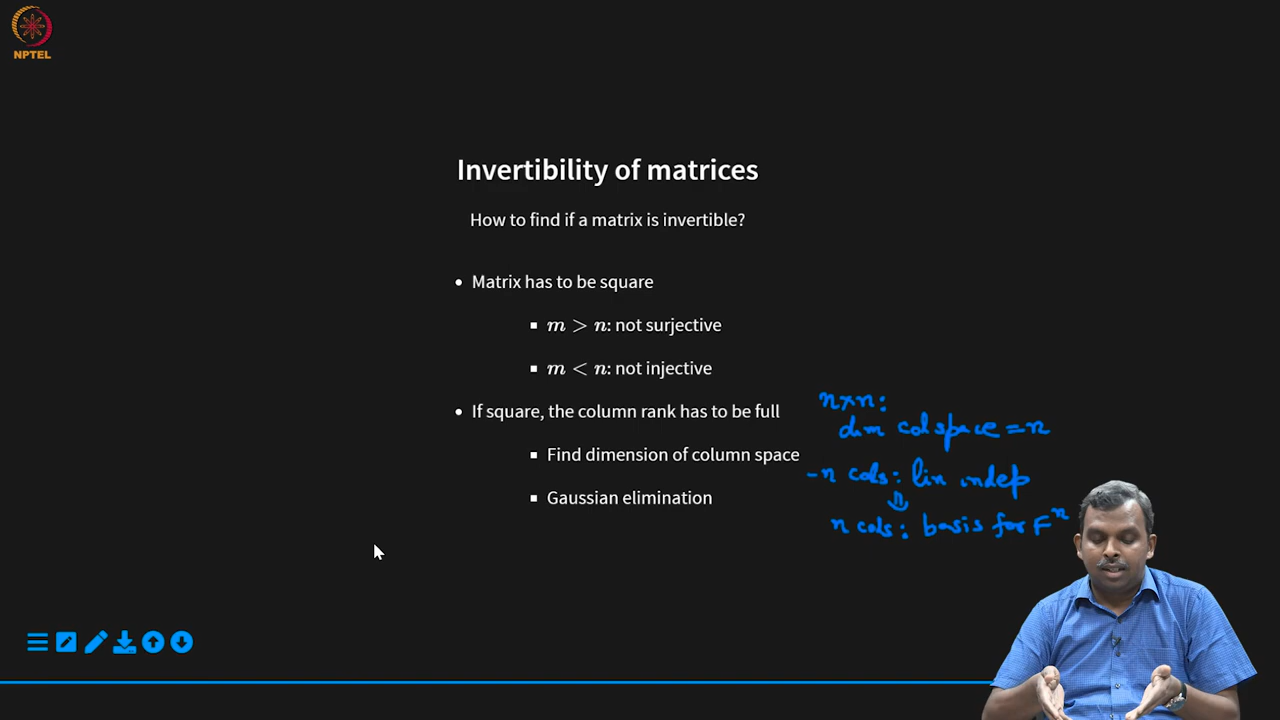 NPTEL
Invertibility of matrices
How to find if a matrix is invertible?
• Matrix has to be square
▪ m > n: not surjective
▪ m < n: not injective
• If square, the column rank has to be full
▪ Find dimension of column space
▪ Gaussian elimination
n×n:
dim colspace = n
- n cols: lin indep
⇓
n cols: basis for Fⁿ